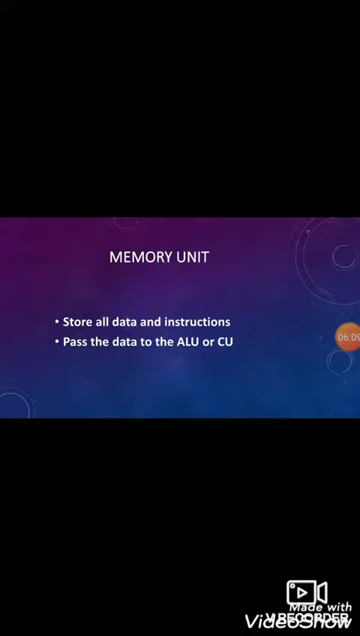 MEMORY UNIT
• Store all data and instructions
• Pass the data to the ALU or CU
06:09
Made with
V RECORDER
VideoShow